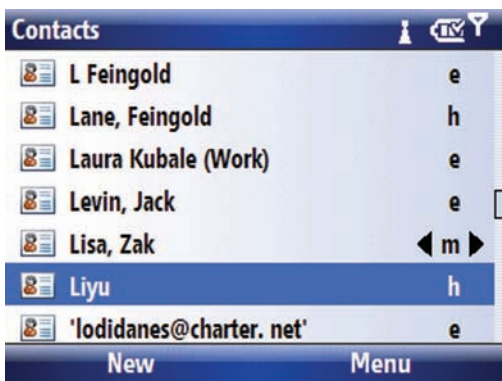 Contacts
L Feingold e
Lane, Feingold h
Laura Kubale (Work) e
Levin, Jack e
Lisa, Zak m
Liyu h
'lodidanes@charter. net' e
New Menu